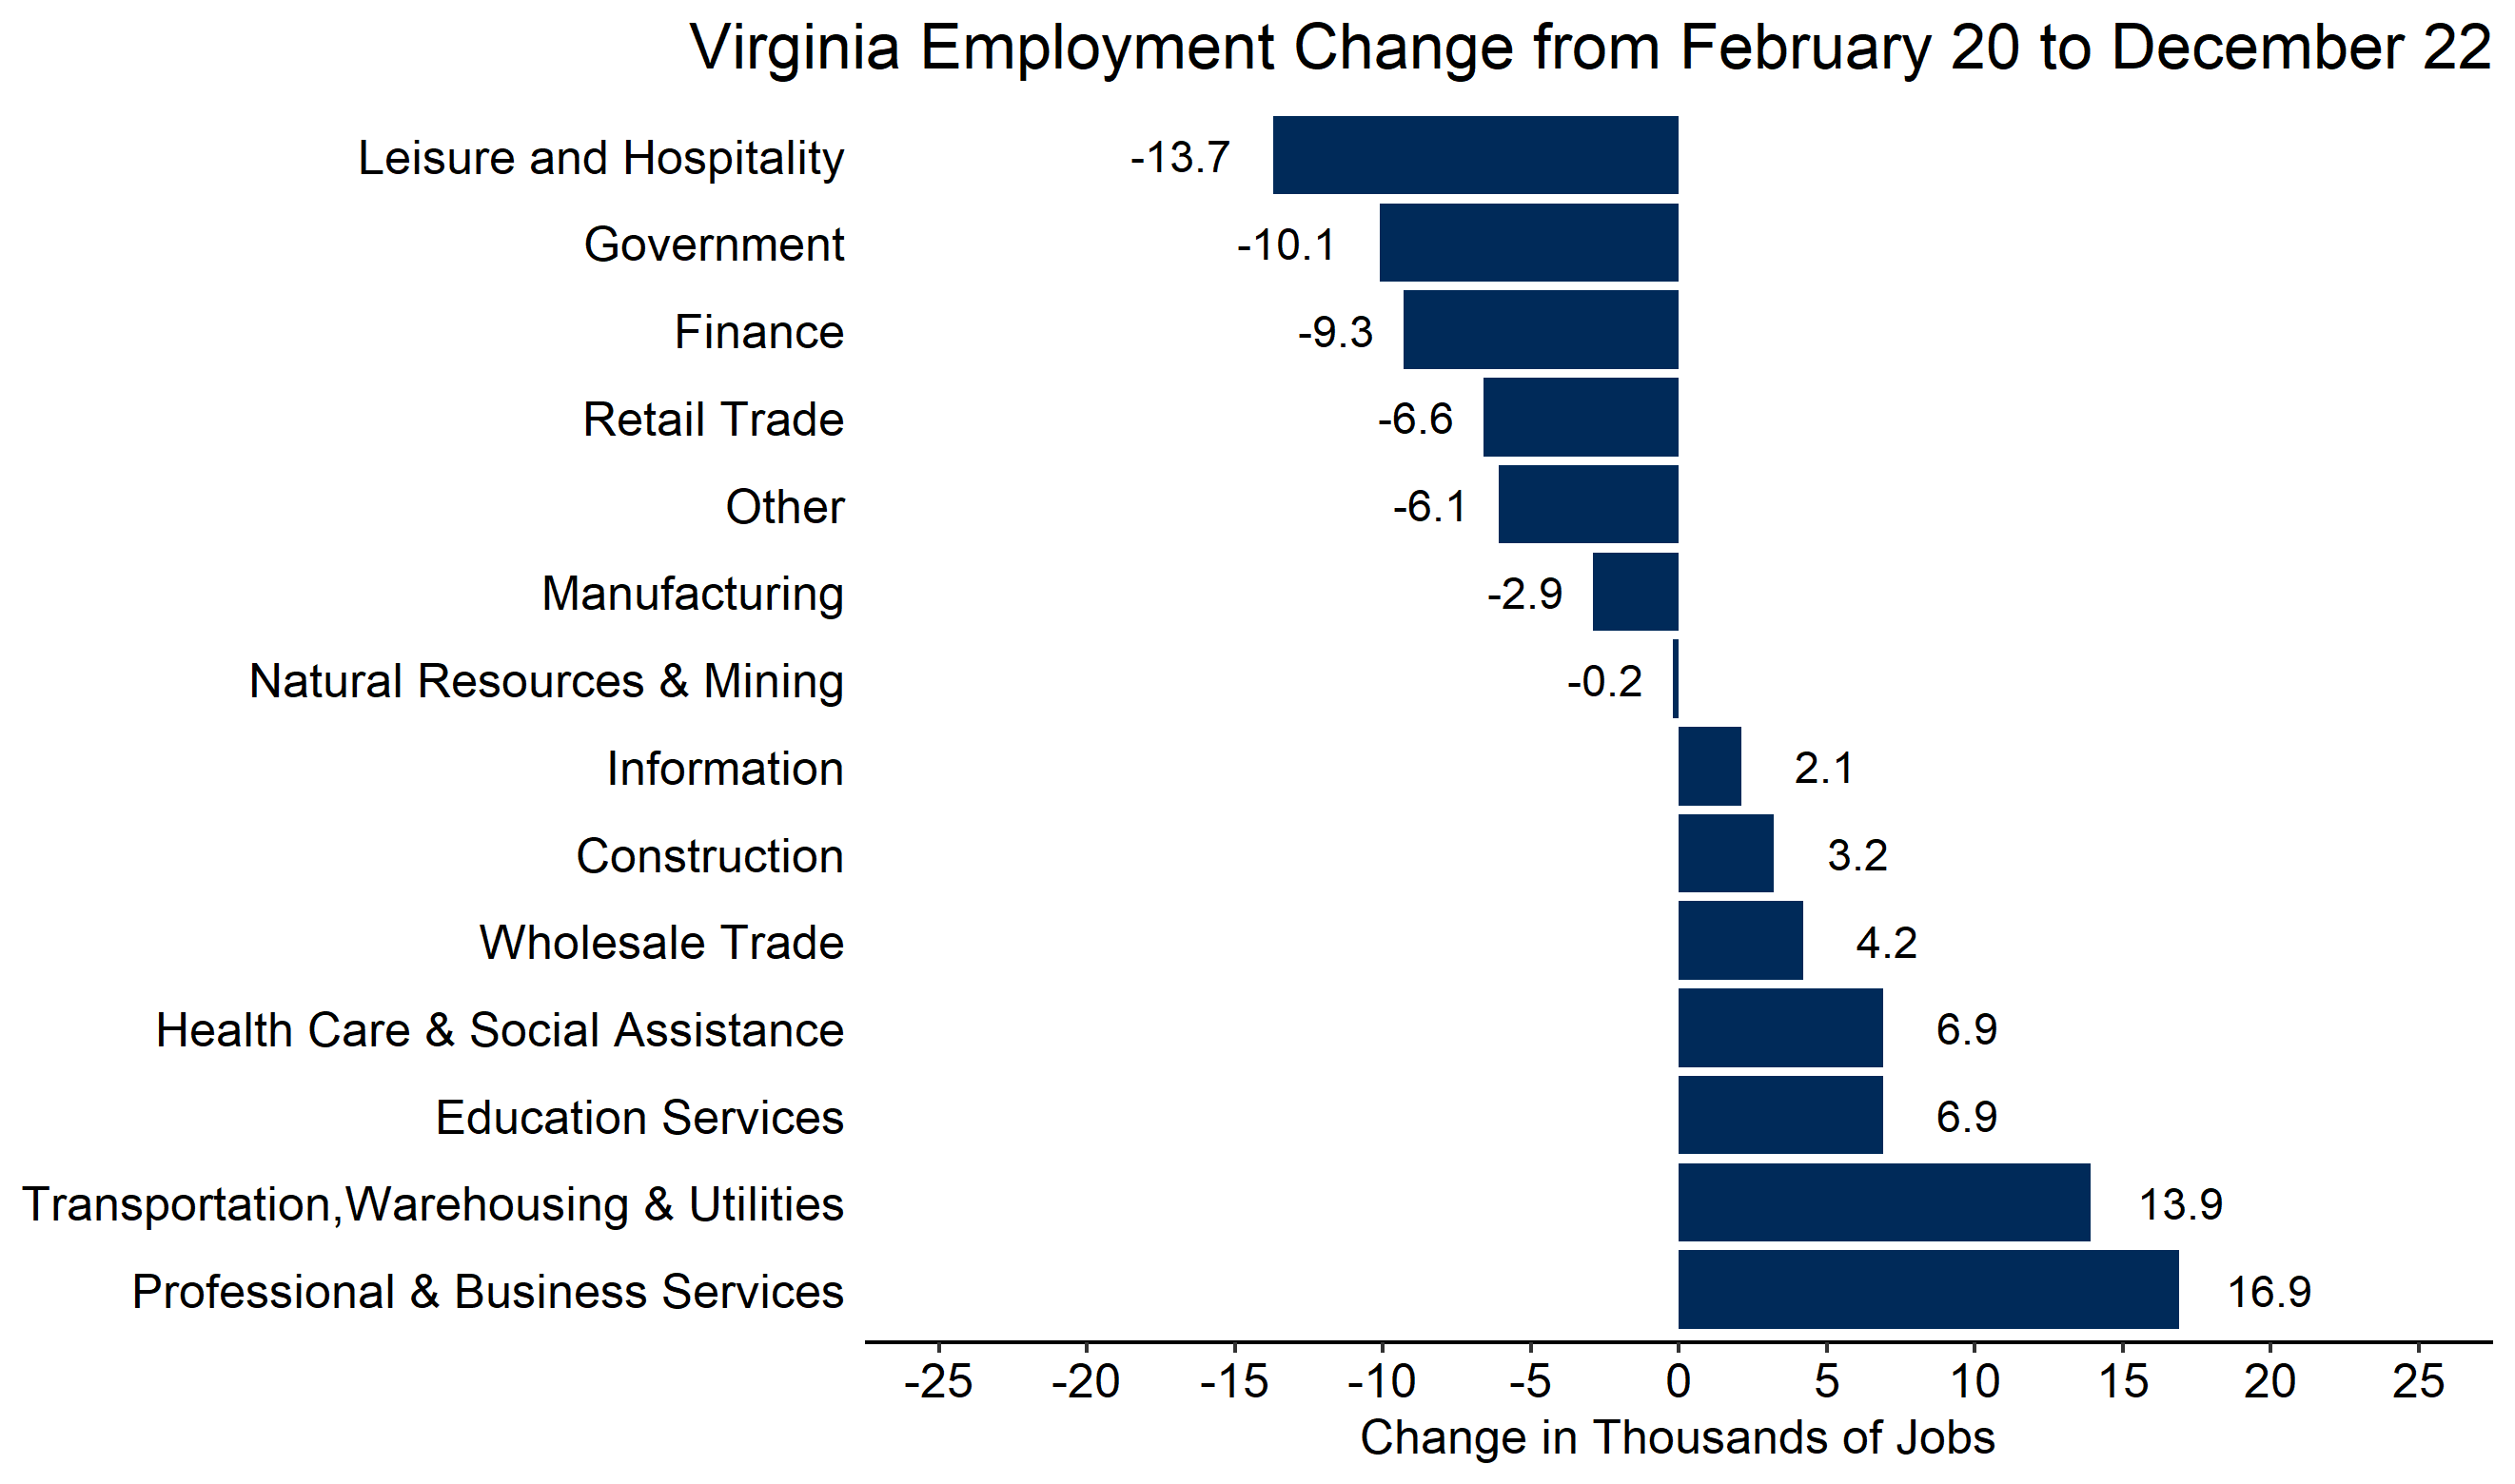 Virginia Employment Change from February 20 to December 22
Leisure and Hospitality -13.7
Government -10.1
Finance -9.3
Retail Trade -6.6
Other -6.1
Manufacturing -2.9
Natural Resources & Mining -0.2
Information 2.1
Construction 3.2
Wholesale Trade 4.2
Health Care & Social Assistance 6.9
Education Services 6.9
Transportation,Warehousing & Utilities 13.9
Professional & Business Services 16.9
-25 -20 -15 -10 -5 0 5 10 15 20 25
Change in Thousands of Jobs